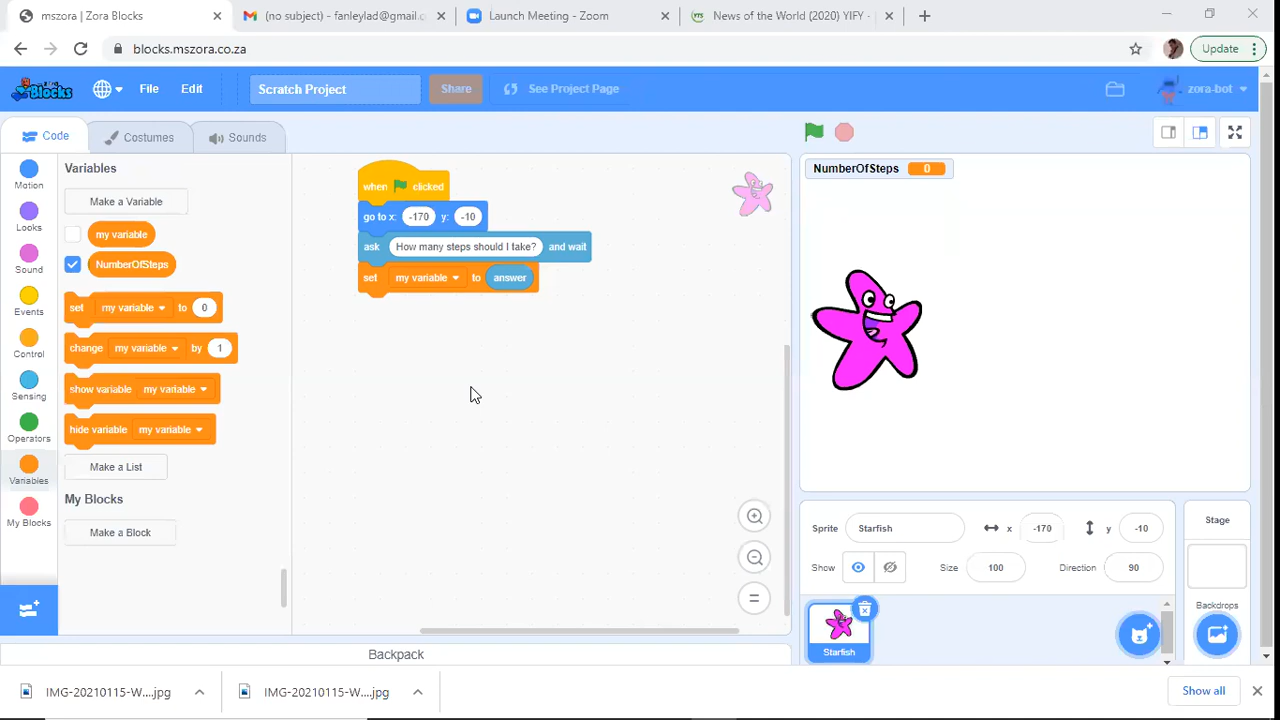 mszora | Zora Blocks
(no subject) - fanleylad@gmail.c
Launch Meeting - Zoom
YTS
News of the World (2020) YIFY -
blocks.mszora.co.za
Update
Blocks
File
Edit
Scratch Project
Share
See Project Page
zora-bot
Code
Costumes
Sounds
Motion
Looks
Sound
Events
Control
Sensing
Operators
Variables
My Blocks
Variables
Make a Variable
my variable
NumberOfSteps
set my variable to 0
change my variable by 1
show variable my variable
hide variable my variable
Make a List
My Blocks
Make a Block
when clicked
go to x: -170 y: -10
ask How many steps should I take? and wait
set my variable to answer
NumberOfSteps 0
Sprite Starfish x -170 y -10
Show Size 100 Direction 90
Starfish
Stage
Backdrops
Backpack
IMG-20210115-W....jpg
IMG-20210115-W....jpg
Show all